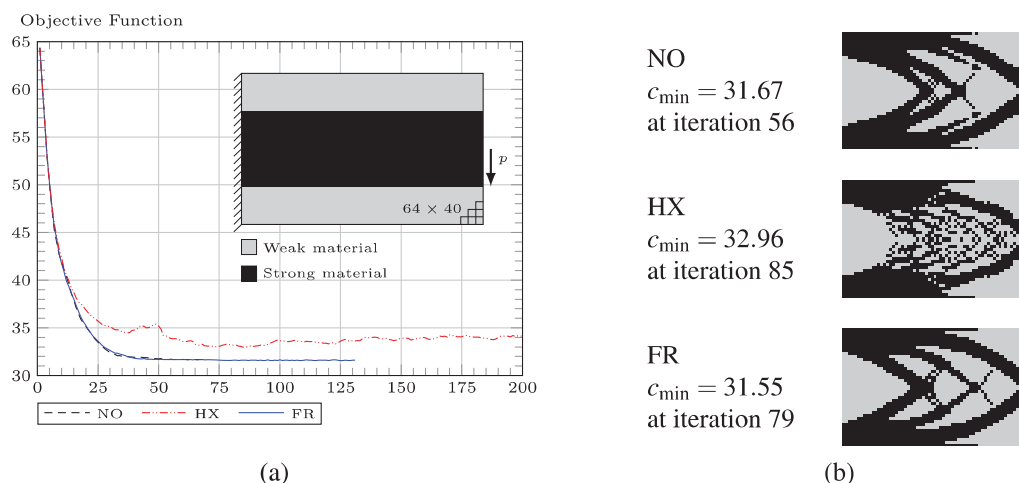 Objective Function
65
60
55
50
45
40
35
30
0 25 50 75 100 125 150 175 200
p
64 × 40
Weak material
Strong material
NO HX FR
(a)
NO
c_min = 31.67
at iteration 56
HX
c_min = 32.96
at iteration 85
FR
c_min = 31.55
at iteration 79
(b)